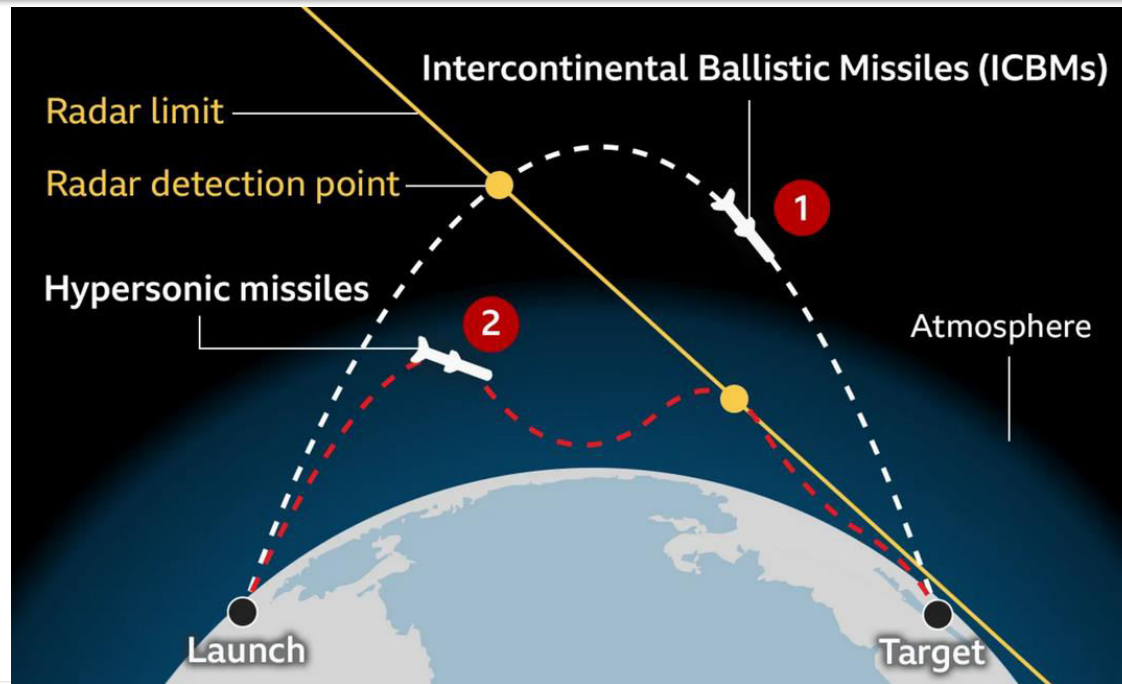 Intercontinental Ballistic Missiles (ICBMs)
Radar limit
Radar detection point
1
Hypersonic missiles
2
Atmosphere
Launch
Target